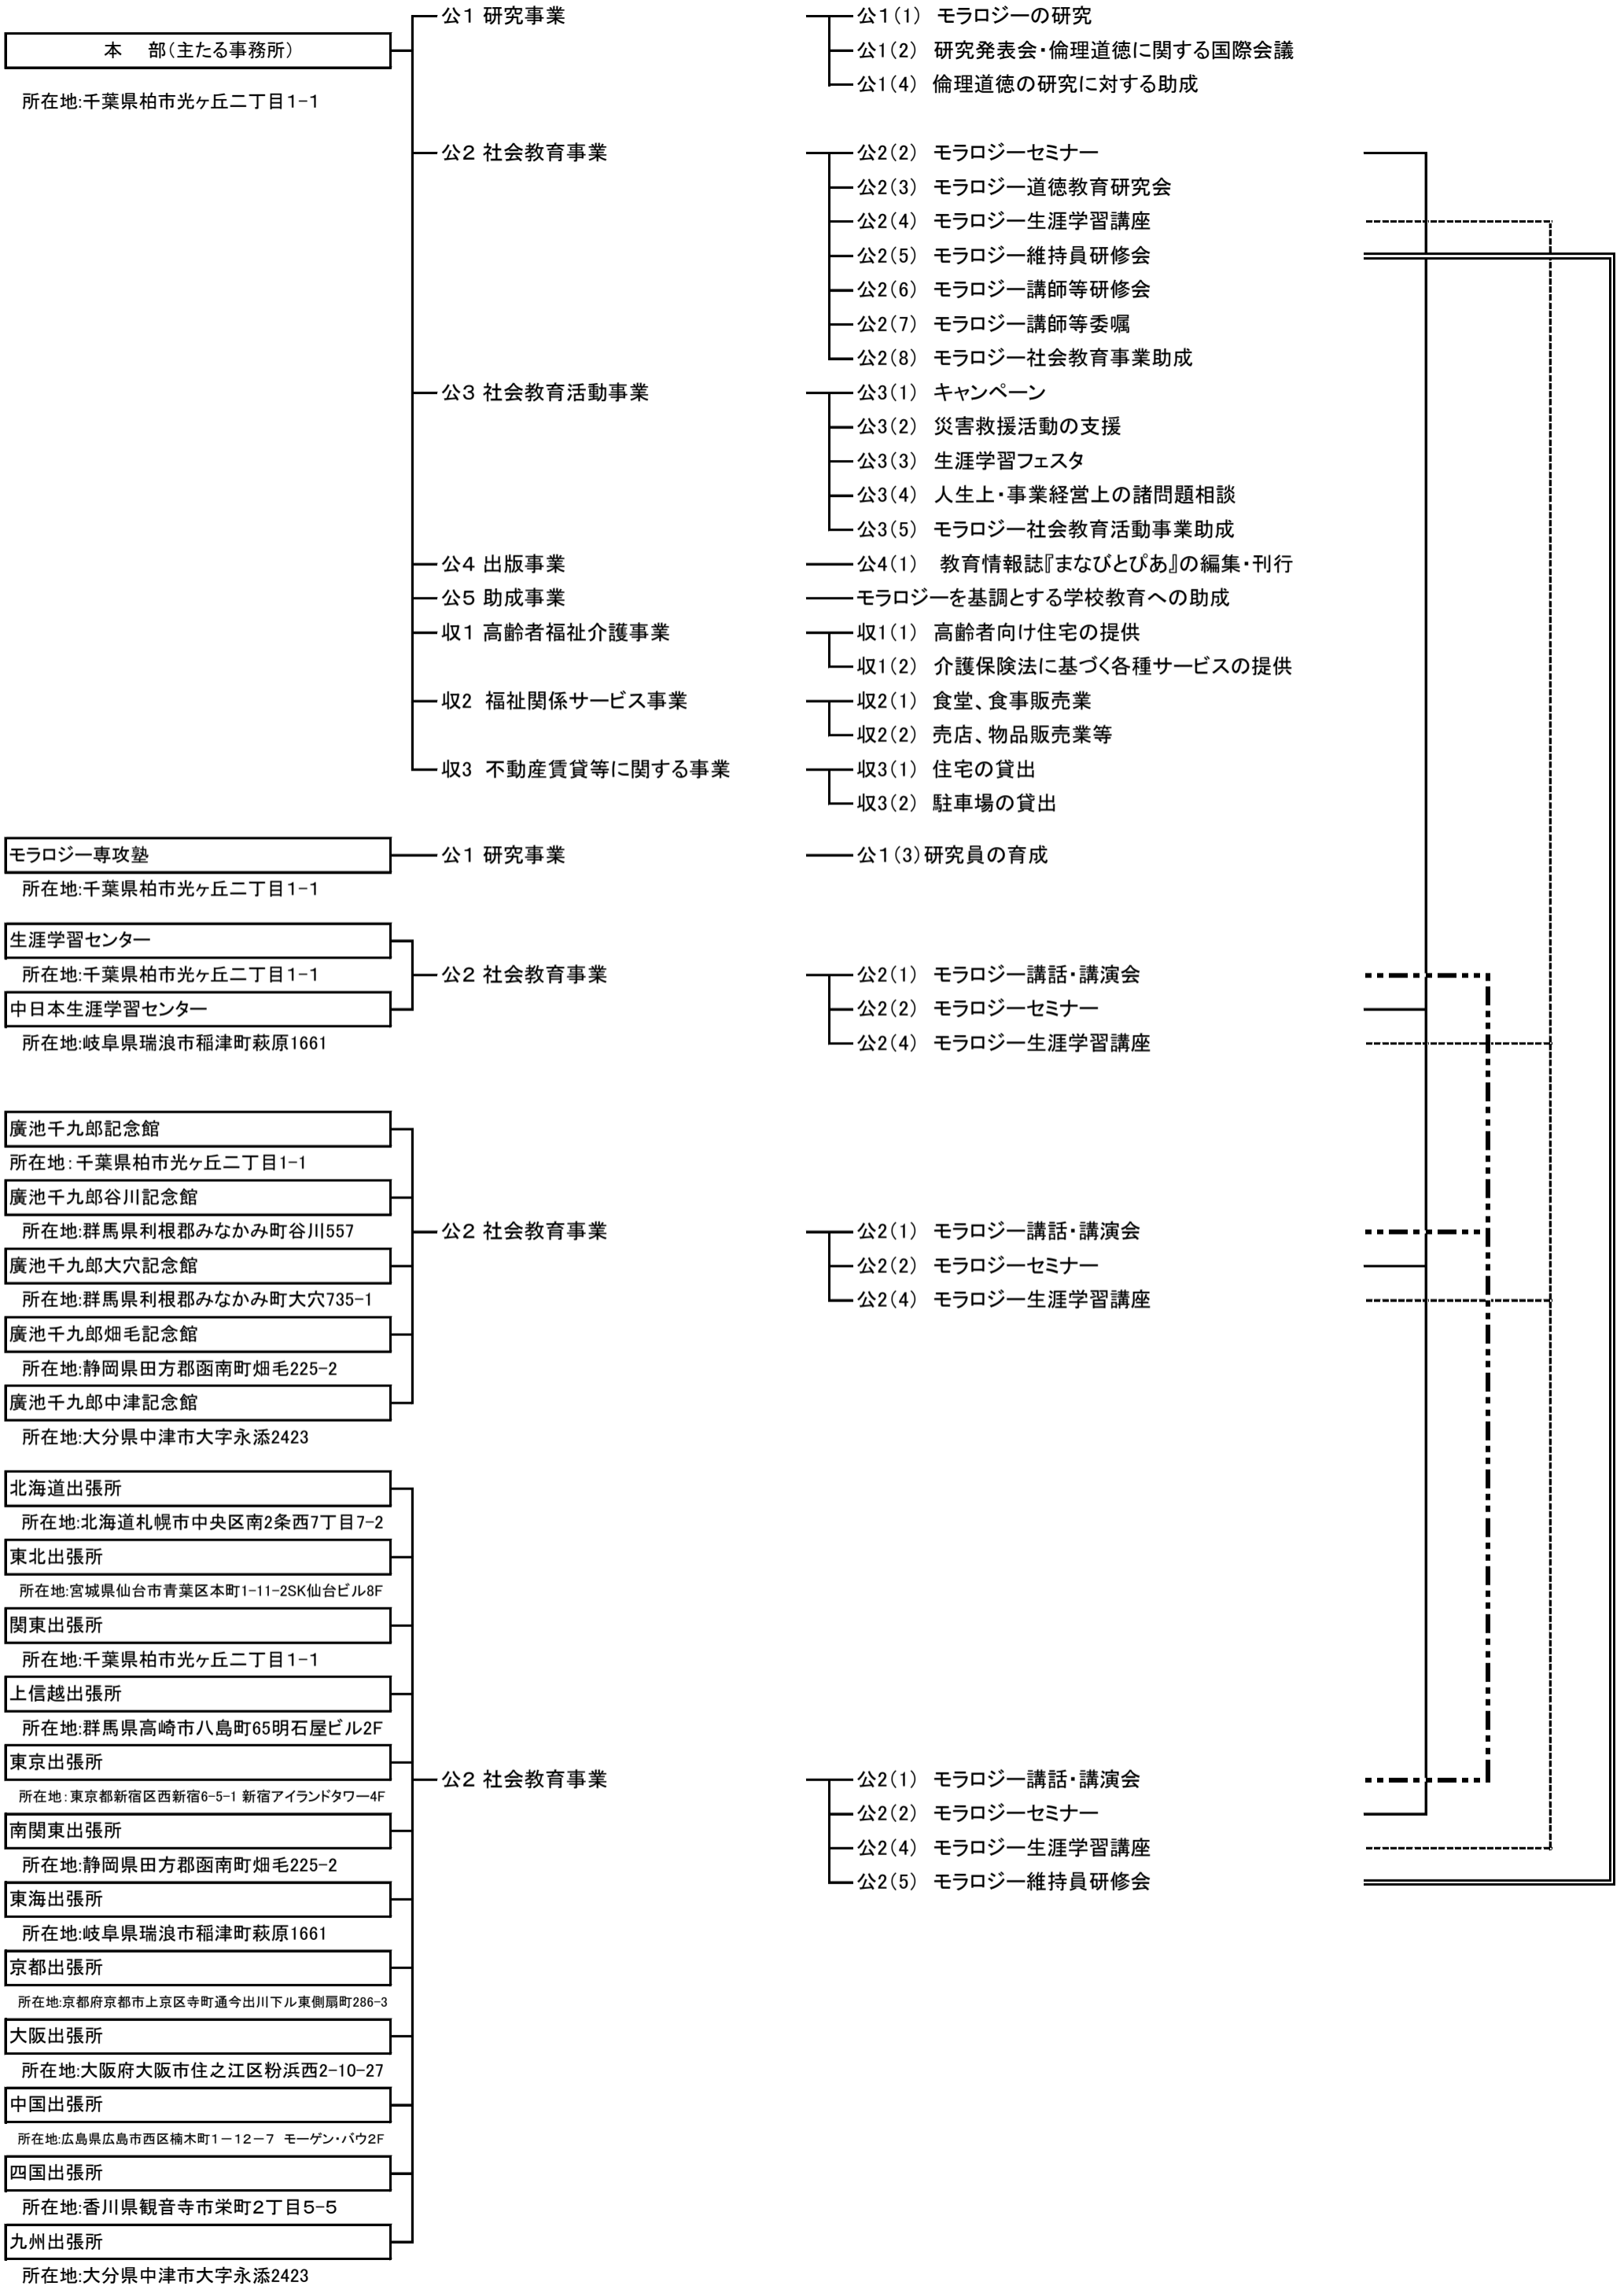 公１ 研究事業　公１(１)　モラロジーの研究
本　部(主たる事務所)　公1(2)　研究発表会・倫理道徳に関する国際会議
公1(4)　倫理道徳の研究に対する助成
所在地:千葉県柏市光ヶ丘二丁目1-1
公２ 社会教育事業　公2(2)　モラロジーセミナー
公2(3)　モラロジー道徳教育研究会
公2(4)　モラロジー生涯学習講座
公2(5)　モラロジー維持員研修会
公2(6)　モラロジー講師等研修会
公2(7)　モラロジー講師等委嘱
公2(8)　モラロジー社会教育事業助成
公３ 社会教育活動事業　公3(1)　キャンペーン
公3(2)　災害救援活動の支援
公3(3)　生涯学習フェスタ
公3(4)　人生上・事業経営上の諸問題相談
公3(5)　モラロジー社会教育活動事業助成
公４ 出版事業　公4(1)　教育情報誌『まなびとぴあ』の編集・刊行
公５ 助成事業　モラロジーを基調とする学校教育への助成
収１ 高齢者福祉介護事業　収1(1)　高齢者向け住宅の提供
収1(2)　介護保険法に基づく各種サービスの提供
収2　福祉関係サービス事業　収2(1)　食堂、食事販売業
収2(2)　売店、物品販売業等
収3　不動産賃貸等に関する事業　収3(1)　住宅の貸出
収3(2)　駐車場の貸出
モラロジー専攻塾　公１ 研究事業　公１(3)研究員の育成
所在地:千葉県柏市光ヶ丘二丁目1-1
生涯学習センター
所在地:千葉県柏市光ヶ丘二丁目1-1　公２ 社会教育事業　公2(1)　モラロジー講話・講演会
中日本生涯学習センター　公2(2)　モラロジーセミナー
所在地:岐阜県瑞浪市稲津町萩原1661　公2(4)　モラロジー生涯学習講座
廣池千九郎記念館
所在地:千葉県柏市光ヶ丘二丁目1-1
廣池千九郎谷川記念館
所在地:群馬県利根郡みなかみ町谷川557　公２ 社会教育事業　公2(1)　モラロジー講話・講演会
廣池千九郎大穴記念館　公2(2)　モラロジーセミナー
所在地:群馬県利根郡みなかみ町大穴735-1　公2(4)　モラロジー生涯学習講座
廣池千九郎畑毛記念館
所在地:静岡県田方郡函南町畑毛225-2
廣池千九郎中津記念館
所在地:大分県中津市大字永添2423
北海道出張所
所在地:北海道札幌市中央区南2条西7丁目7-2
東北出張所
所在地:宮城県仙台市青葉区本町1-11-2SK仙台ビル8F
関東出張所
所在地:千葉県柏市光ヶ丘二丁目1-1
上信越出張所
所在地:群馬県高崎市八島町65明石屋ビル2F
東京出張所
公２ 社会教育事業　公2(1)　モラロジー講話・講演会
所在地:東京都新宿区西新宿6-5-1 新宿アイランドタワー4F
南関東出張所　公2(2)　モラロジーセミナー
公2(4)　モラロジー生涯学習講座
所在地:静岡県田方郡函南町畑毛225-2
公2(5)　モラロジー維持員研修会
東海出張所
所在地:岐阜県瑞浪市稲津町萩原1661
京都出張所
所在地:京都府京都市上京区寺町通今出川下ル東側扇町286-3
大阪出張所
所在地:大阪府大阪市住之江区粉浜西2-10-27
中国出張所
所在地:広島県広島市西区楠木町１－１２－７　モーゲン・バウ２F
四国出張所
所在地:香川県観音寺市栄町２丁目５-５
九州出張所
所在地:大分県中津市大字永添2423